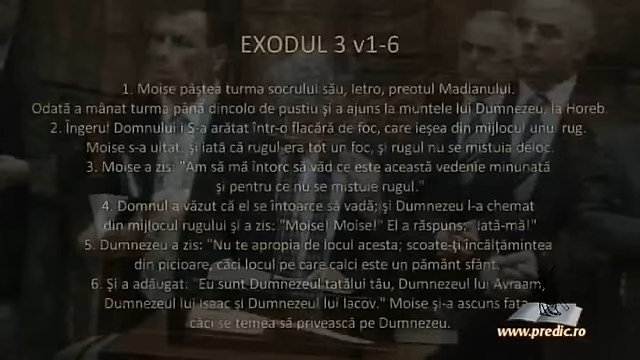 EXODUL 3 v1-6
1. Moise păștea turma socrului său, Ietro, preotul Madianului.
Odată a mânat turma până dincolo de pustiu și a ajuns la muntele lui Dumnezeu, la Horeb.
2. Îngerul Domnului i S-a arătat într-o flacără de foc, care ieșea din mijlocul unui rug.
Moise s-a uitat, și iată că rugul era tot un foc, și rugul nu se mistuia deloc.
3. Moise a zis: "Am să mă întorc să văd ce este această vedenie minunată
și pentru ce nu se mistuie rugul."
4. Domnul a văzut că el se întoarce să vadă; și Dumnezeu l-a chemat
din mijlocul rugului și a zis: "Moise! Moise!" El a răspuns: "Iată-mă!"
5. Dumnezeu a zis: "Nu te apropia de locul acesta; scoate-ți încălțămintea
din picioare, căci locul pe care calci este un pământ sfânt.
6. Și a adăugat: "Eu sunt Dumnezeul tatălui tău, Dumnezeul lui Avraam,
Dumnezeul lui Isaac și Dumnezeul lui Iacov." Moise și-a ascuns fața
căci se temea să privească pe Dumnezeu.
www.predic.ro